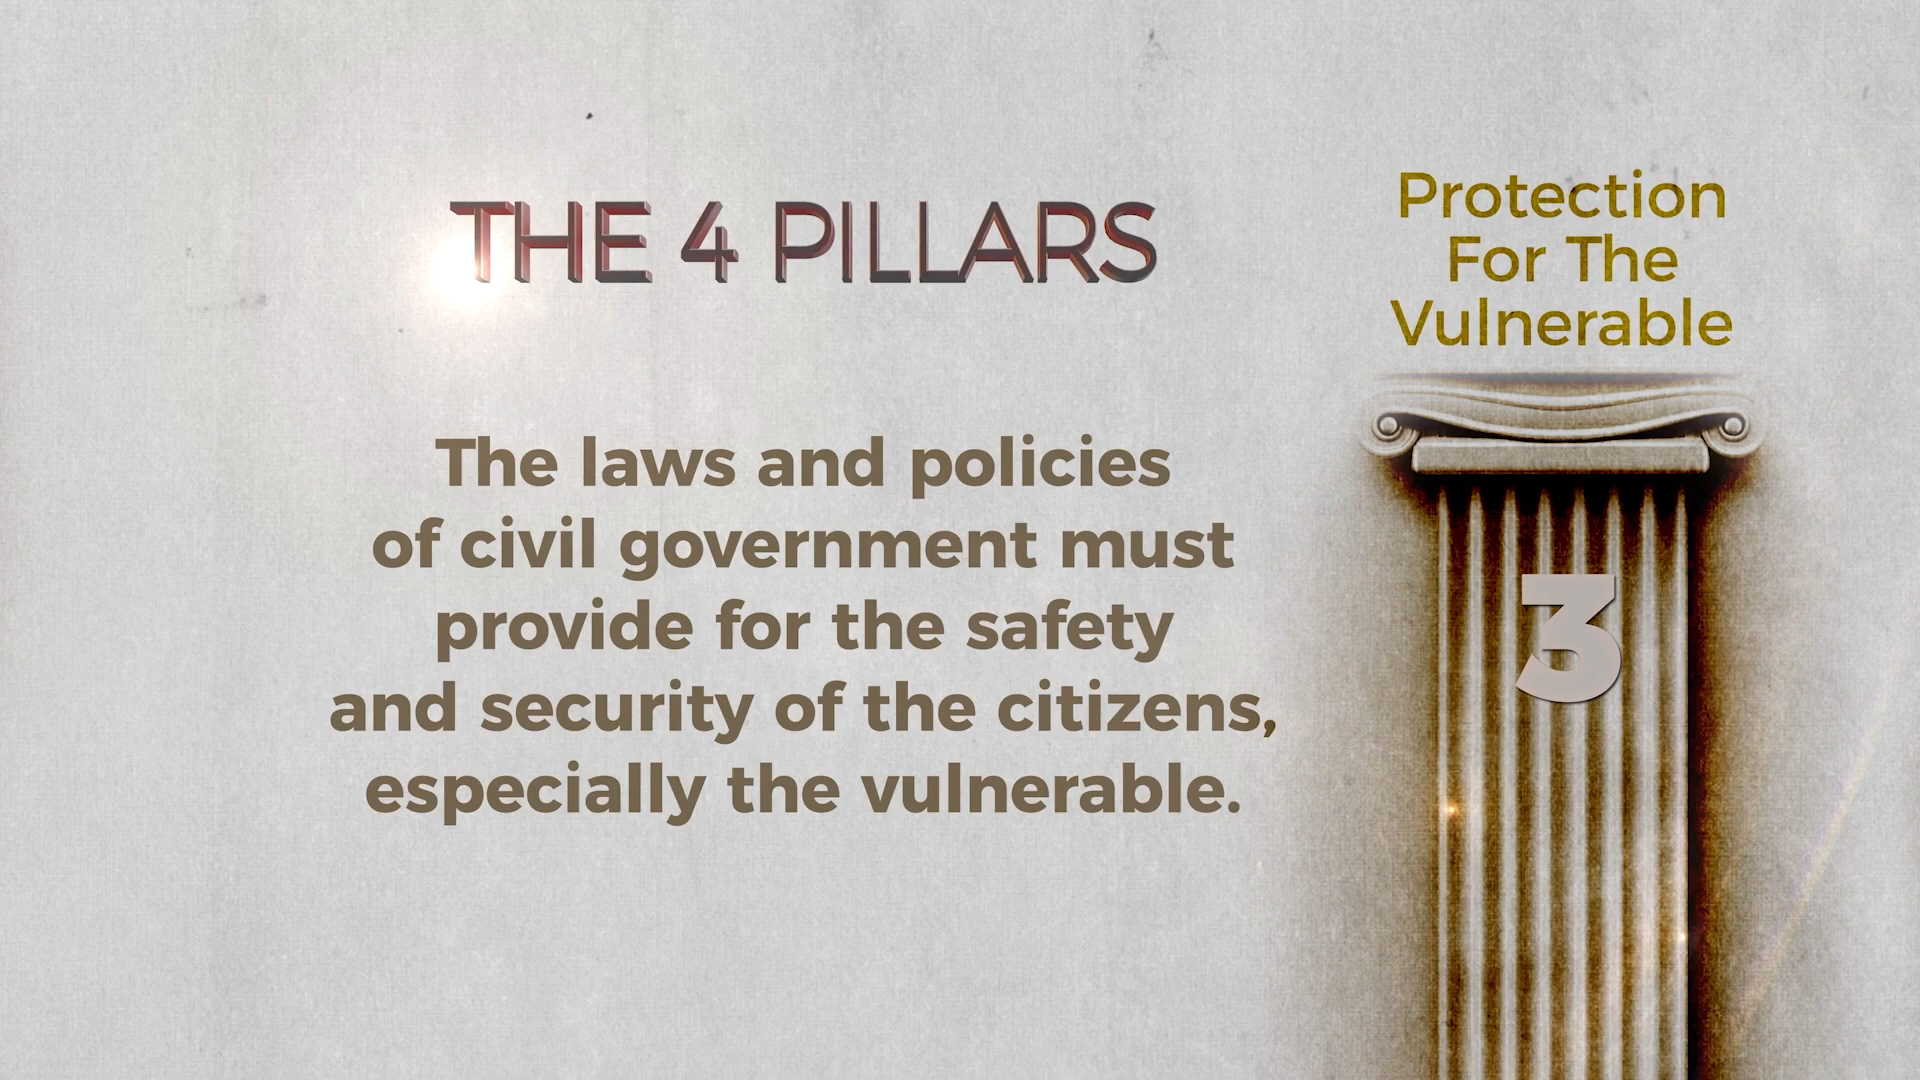 THE 4 PILLARS
The laws and policies
of civil government must
provide for the safety
and security of the citizens,
especially the vulnerable.
Protection
For The
Vulnerable
3